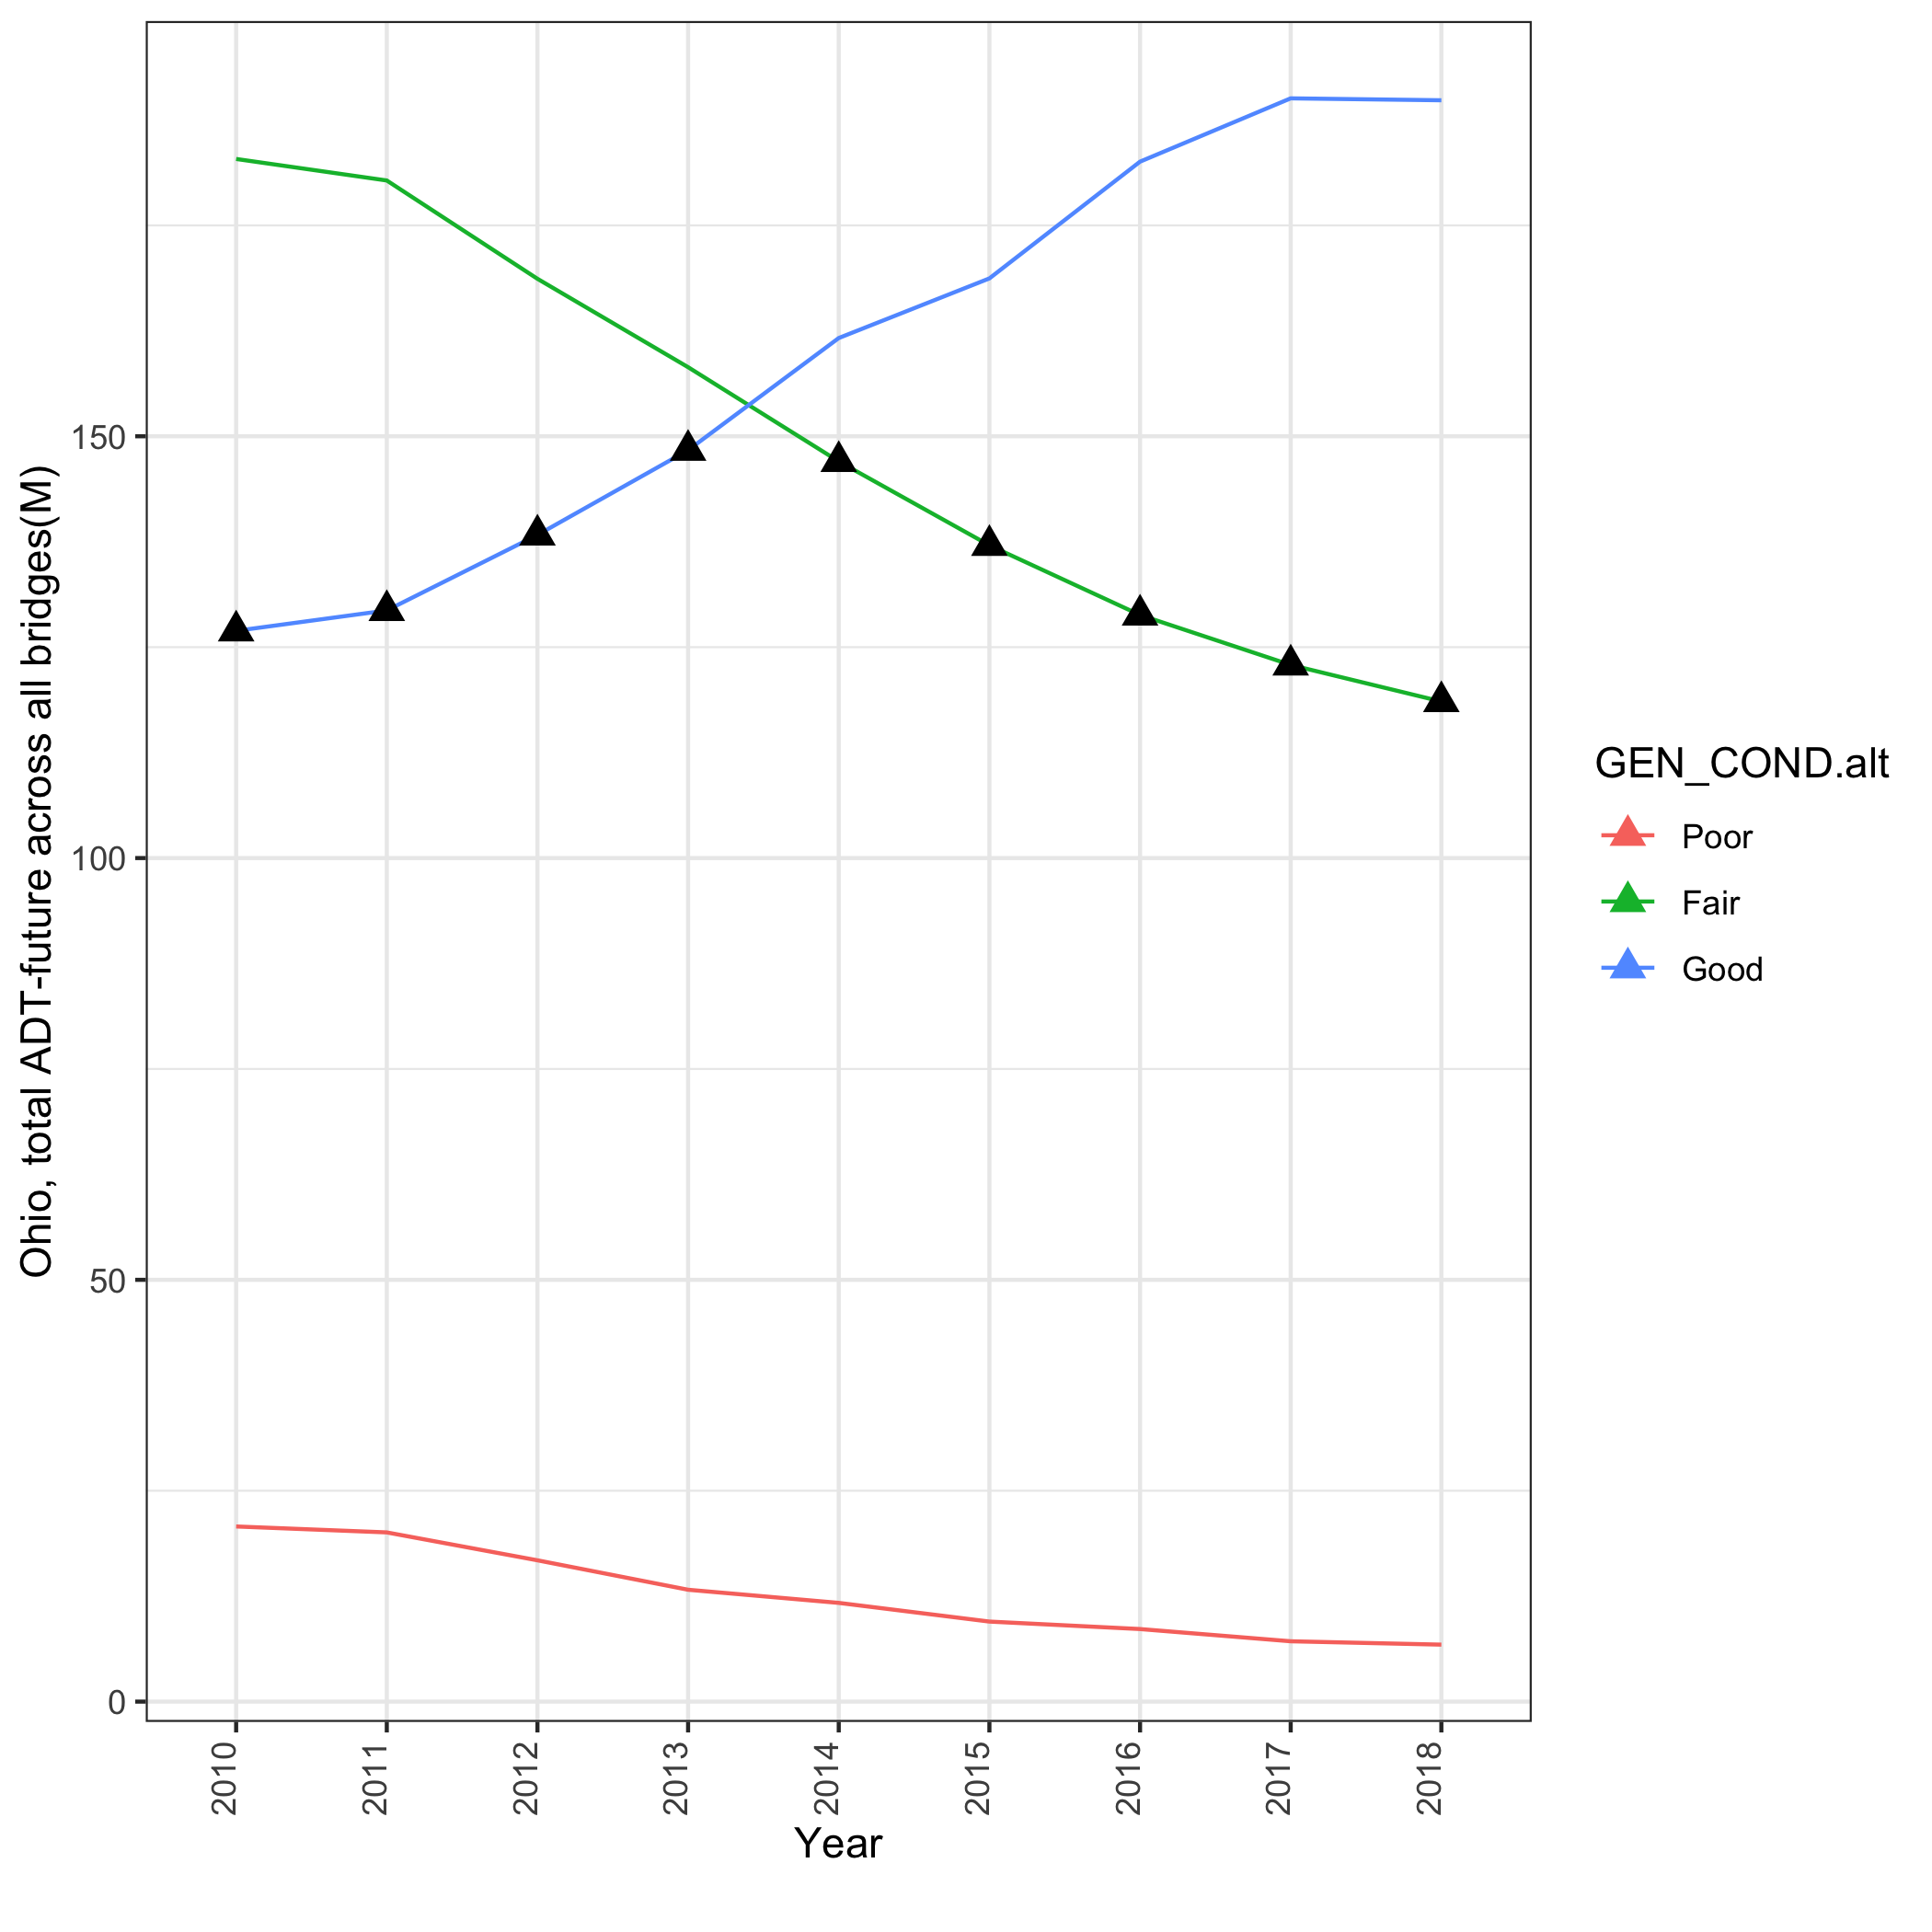 Ohio, total ADT-future across all bridges(M)
150
100
50
0
2010
2011
2012
2013
2014
2015
2016
2017
2018
Year
GEN_COND.alt
Poor
Fair
Good